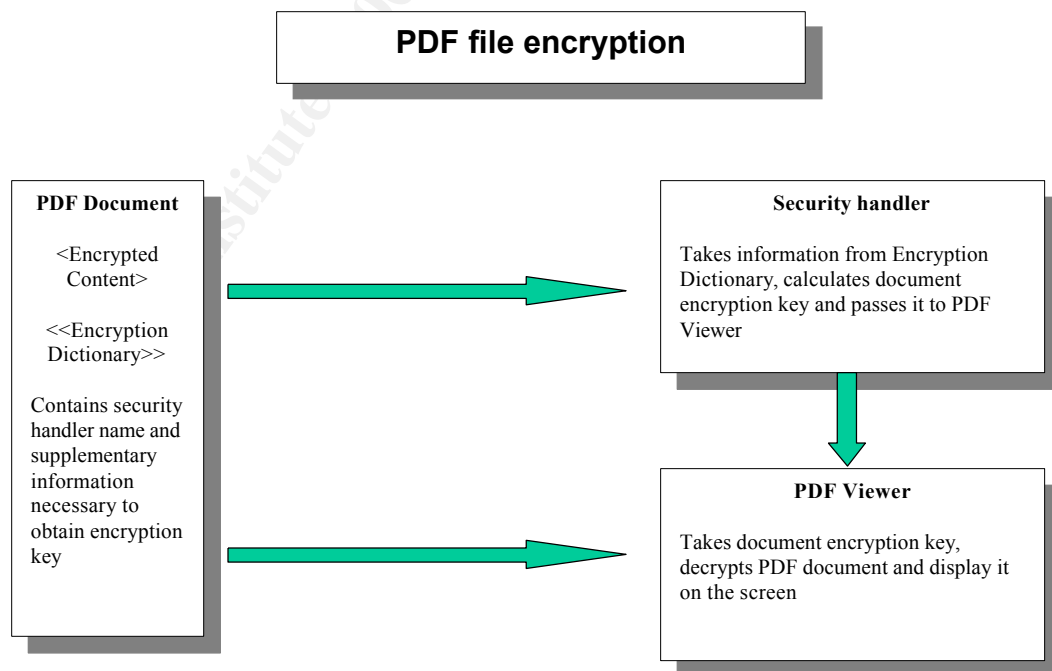 PDF file encryption
PDF Document
<Encrypted
Content>
<<Encryption
Dictionary>>
Contains security
handler name and
supplementary
information
necessary to
obtain encryption
key
Security handler
Takes information from Encryption
Dictionary, calculates document
encryption key and passes it to PDF
Viewer
PDF Viewer
Takes document encryption key,
decrypts PDF document and display it
on the screen